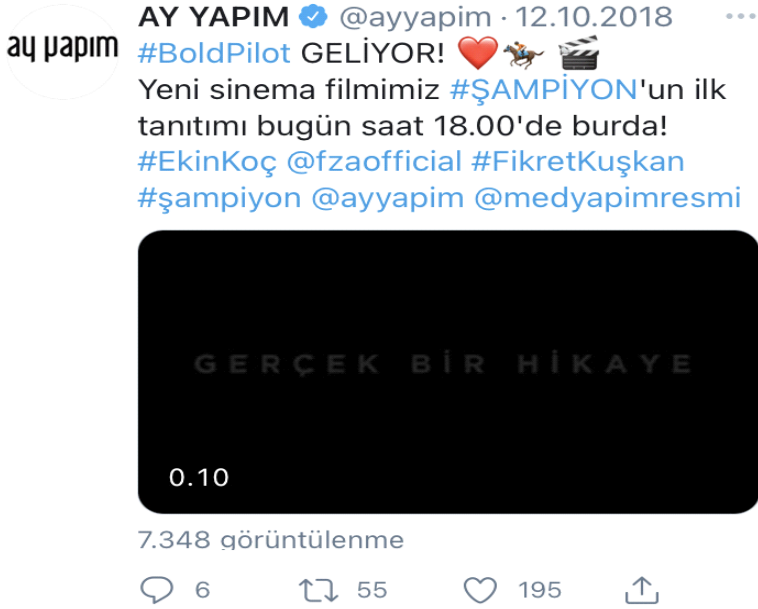 ay yapım
AY YAPIM @ayyapim · 12.10.2018
#BoldPilot GELİYOR! ❤️🏇🎬
Yeni sinema filmimiz #ŞAMPİYON'un ilk
tanıtımı bugün saat 18.00'de burda!
#EkinKoç @fzaofficial #FikretKuşkan
#şampiyon @ayyapim @medyapimresmi
GERÇEK BİR HİKAYE
0.10
7.348 görüntülenme
6 55 195